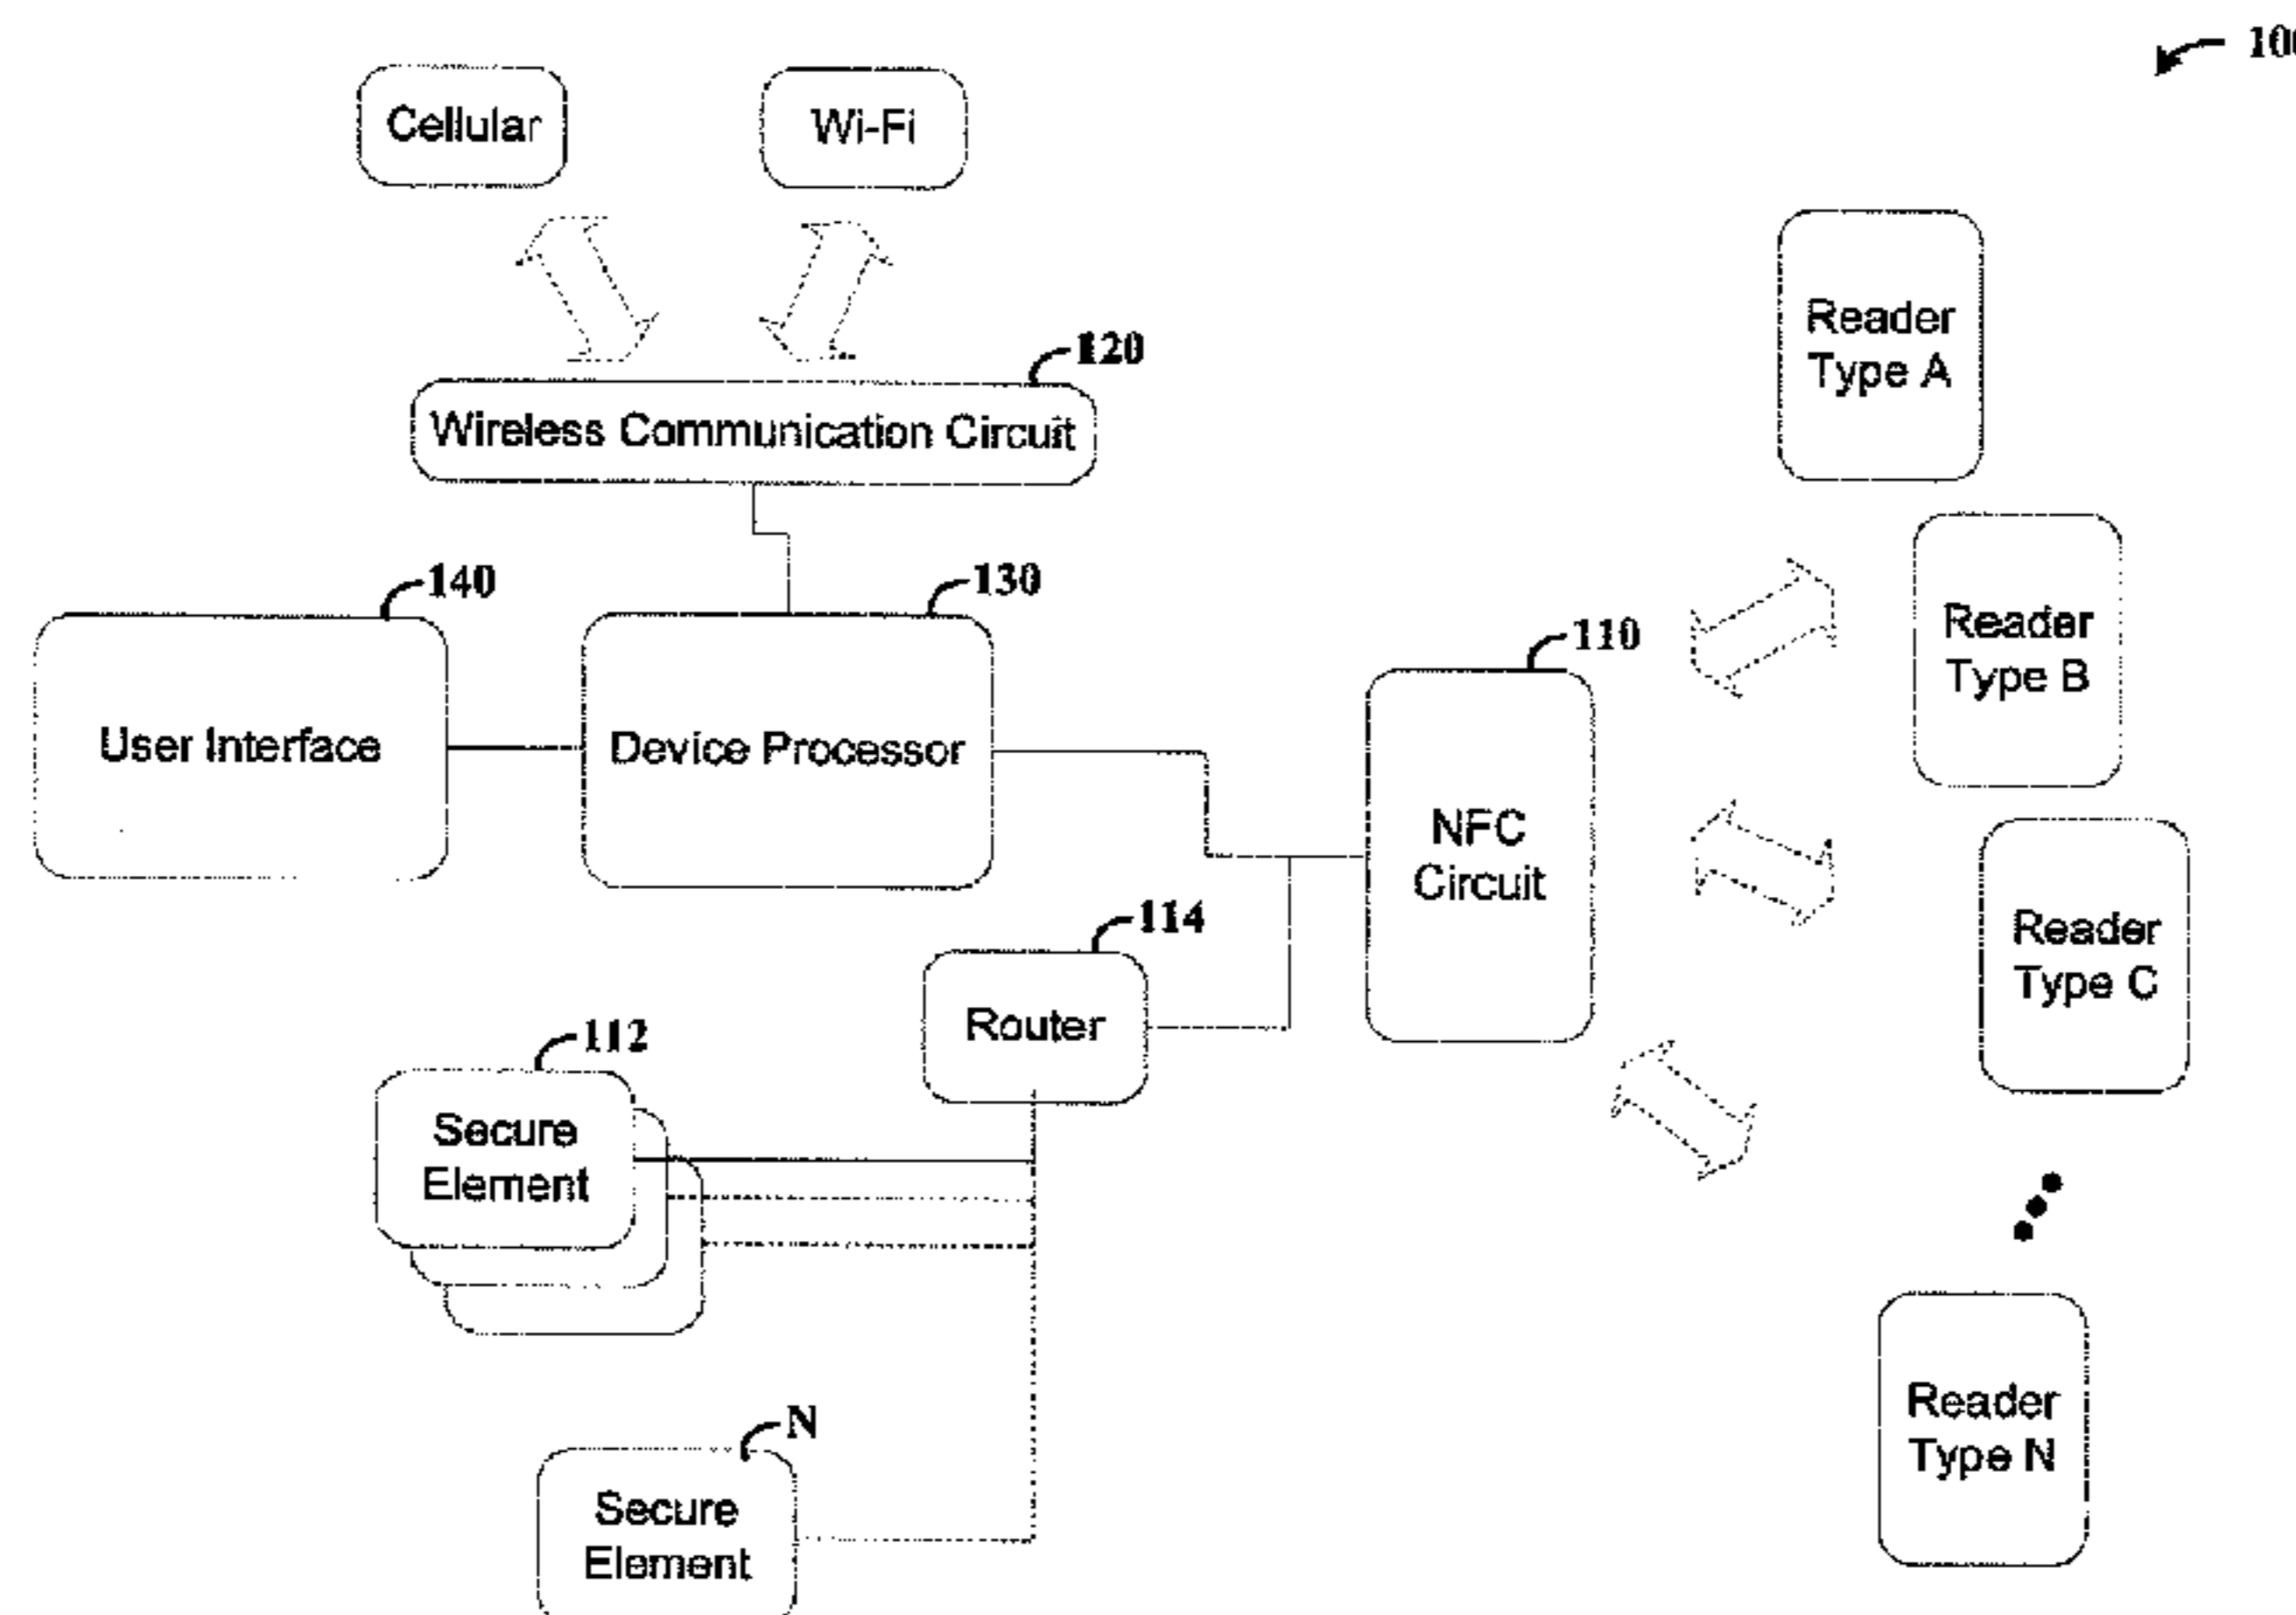 100
Cellular
Wi-Fi
Reader
Type A
120
Wireless Communication Circuit
140
130
User Interface
Device Processor
110
NFC
Circuit
Reader
Type B
Reader
Type C
114
Router
112
Secure
Element
N
Secure
Element
Reader
Type N